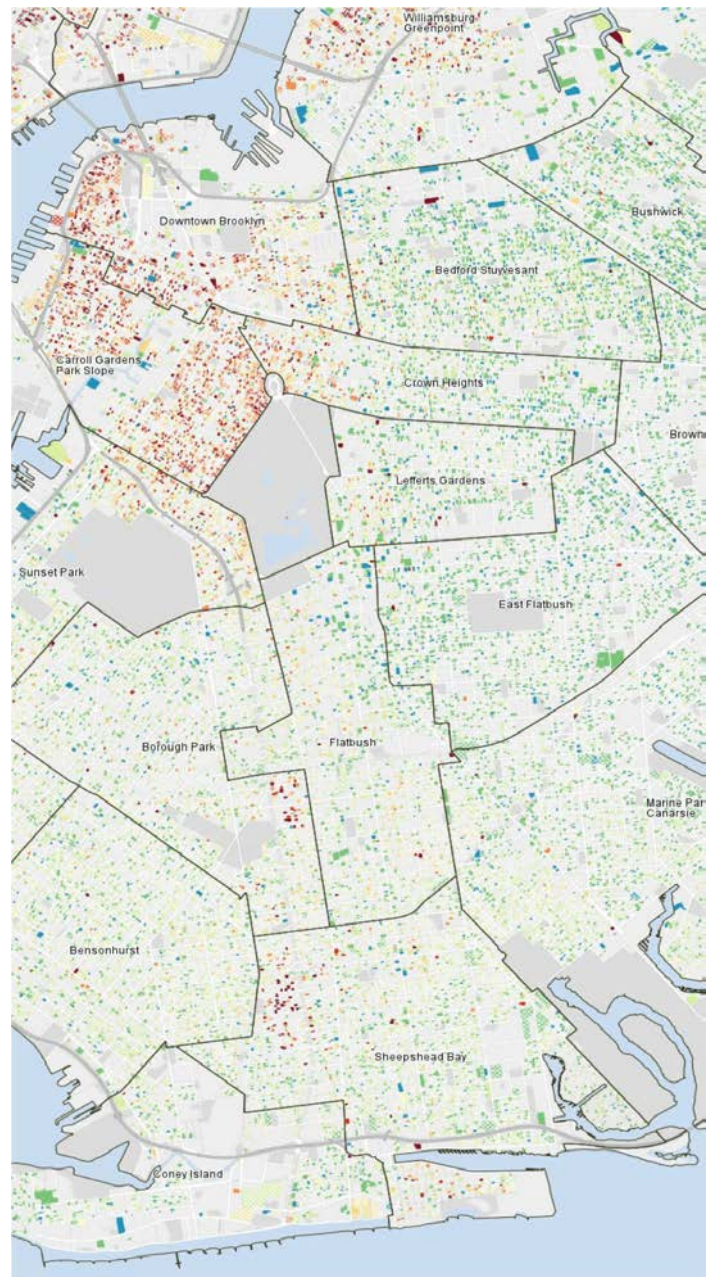 Williamsburg
Greenpoint
Downtown Brooklyn
Bushwick
Bedford Stuyvesant
Carroll Gardens
Park Slope
Crown Heights
Brown
Lefferts Gardens
Sunset Park
East Flatbush
Borough Park
Flatbush
Marine Par
Canarsie
Bensonhurst
Sheepshead Bay
Coney Island